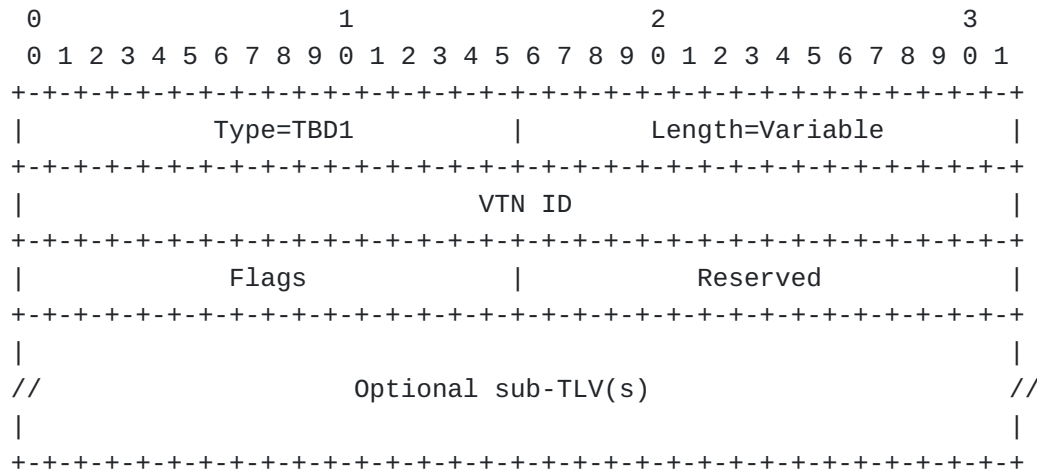 0                   1                   2                   3
 0 1 2 3 4 5 6 7 8 9 0 1 2 3 4 5 6 7 8 9 0 1 2 3 4 5 6 7 8 9 0 1
+-+-+-+-+-+-+-+-+-+-+-+-+-+-+-+-+-+-+-+-+-+-+-+-+-+-+-+-+-+-+-+-+
|            Type=TBD1          |        Length=Variable        |
+-+-+-+-+-+-+-+-+-+-+-+-+-+-+-+-+-+-+-+-+-+-+-+-+-+-+-+-+-+-+-+-+
|                             VTN ID                            |
+-+-+-+-+-+-+-+-+-+-+-+-+-+-+-+-+-+-+-+-+-+-+-+-+-+-+-+-+-+-+-+-+
|             Flags             |           Reserved            |
+-+-+-+-+-+-+-+-+-+-+-+-+-+-+-+-+-+-+-+-+-+-+-+-+-+-+-+-+-+-+-+-+
|                                                               |
//                    Optional sub-TLV(s)                       //
|                                                               |
+-+-+-+-+-+-+-+-+-+-+-+-+-+-+-+-+-+-+-+-+-+-+-+-+-+-+-+-+-+-+-+-+